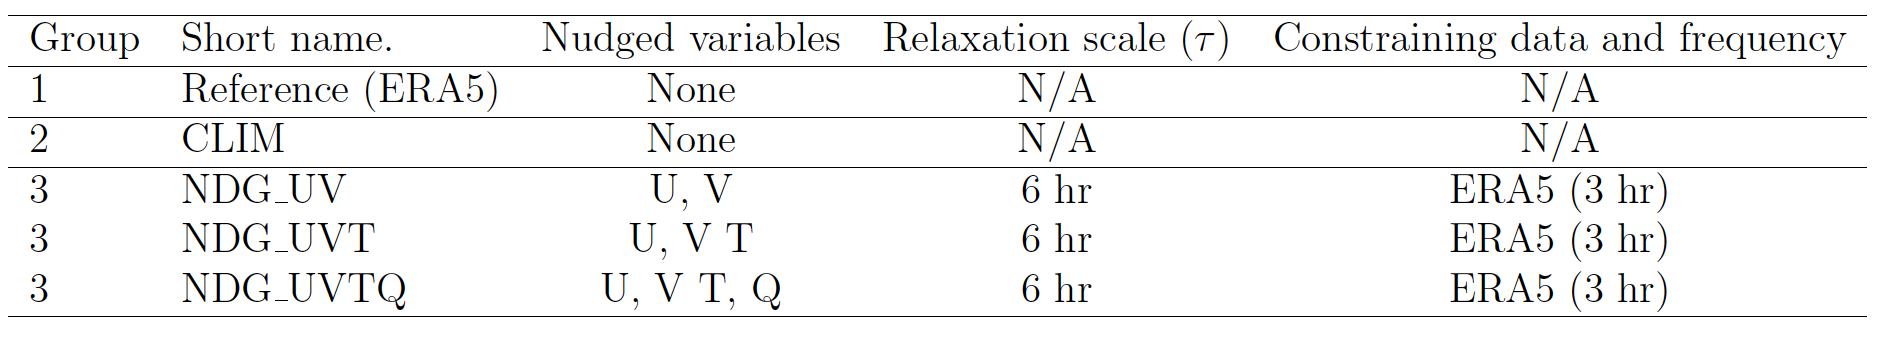 Group Short name. Nudged variables Relaxation scale (τ) Constraining data and frequency
1 Reference (ERA5) None N/A N/A
2 CLIM None N/A N/A
3 NDG_UV U, V 6 hr ERA5 (3 hr)
3 NDG_UVT U, V T 6 hr ERA5 (3 hr)
3 NDG_UVTQ U, V T, Q 6 hr ERA5 (3 hr)